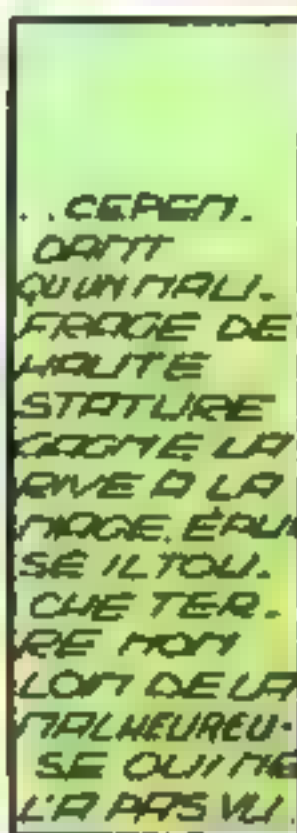 ..CEPEN.
DANT
QU'UN NAU.
FRAGÉ DE
HAUTE
STATURE
GAGNE LA
RIVE A LA
NAGE. ÉPUI
SÉ IL TOU.
CHE TER.
RE NON
LOIN DE LA
MALHEUREU-
SE QUI NE
L'A PAS VU.